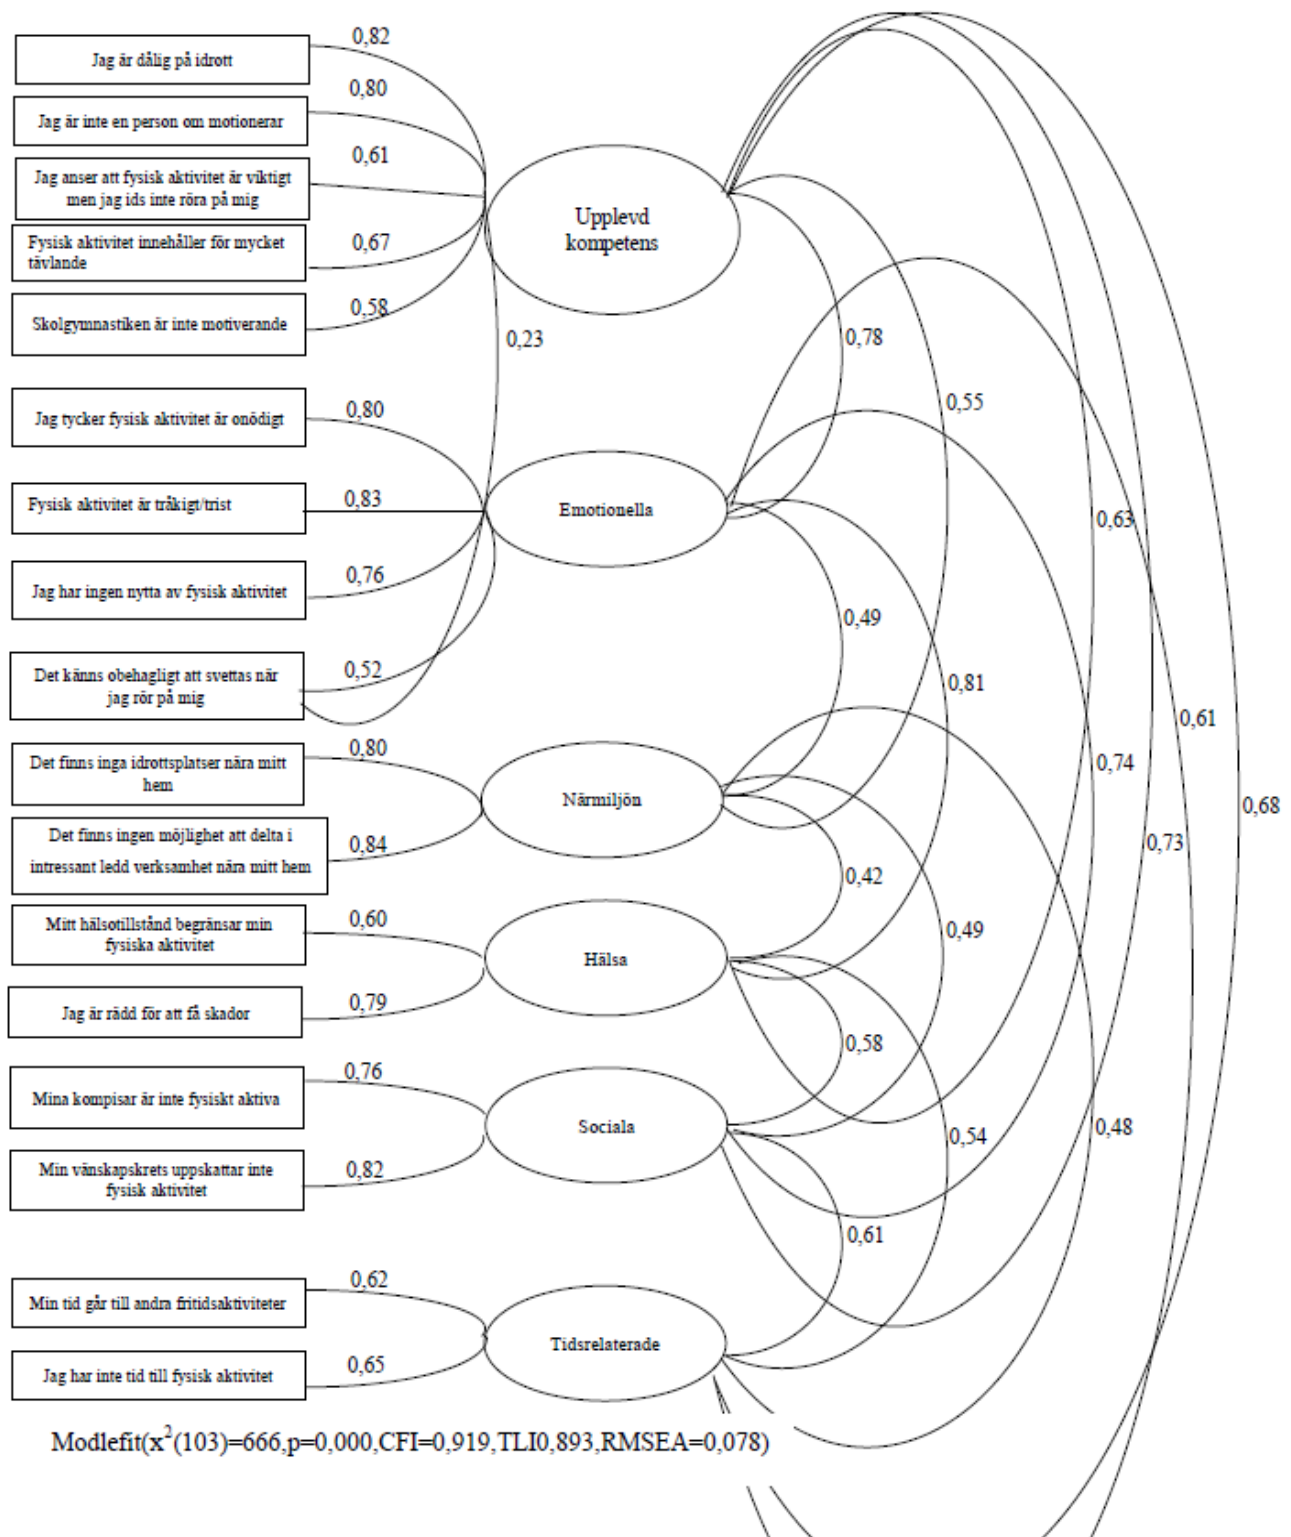 0,82
Jag är dålig på idrott
0,80
Jag är inte en person om motionerar
0,61
Jag anser att fysisk aktivitet är viktigt
men jag ids inte röra på mig
Upplevd
kompetens
0,67
Fysisk aktivitet innehåller för mycket
tävlande
0,58
Skolgymnastiken är inte motiverande
0,23
0,78
0,55
0,80
Jag tycker fysisk aktivitet är onödigt
0,83
Fysisk aktivitet är tråkigt/trist
Emotionella
0,63
0,76
Jag har ingen nytta av fysisk aktivitet
0,49
0,52
Det känns obehagligt att svettas när
jag rör på mig
0,81
0,61
0,80
Det finns inga idrottsplatser nära mitt
hem
0,74
Närmiljön
0,68
0,84
Det finns ingen möjlighet att delta i
intressant ledd verksamhet nära mitt hem
0,73
0,42
0,60
Mitt hälsotillstånd begränsar min
fysiska aktivitet
0,49
Hälsa
0,79
Jag är rädd för att få skador
0,58
0,76
Mina kompisar är inte fysiskt aktiva
Sociala
0,54
0,48
0,82
Min vänskapskrets uppskattar inte
fysisk aktivitet
0,61
0,62
Min tid går till andra fritidsaktiviteter
Tidsrelaterade
0,65
Jag har inte tid till fysisk aktivitet
Modlefit(x²(103)=666,p=0,000,CFI=0,919,TLI0,893,RMSEA=0,078)